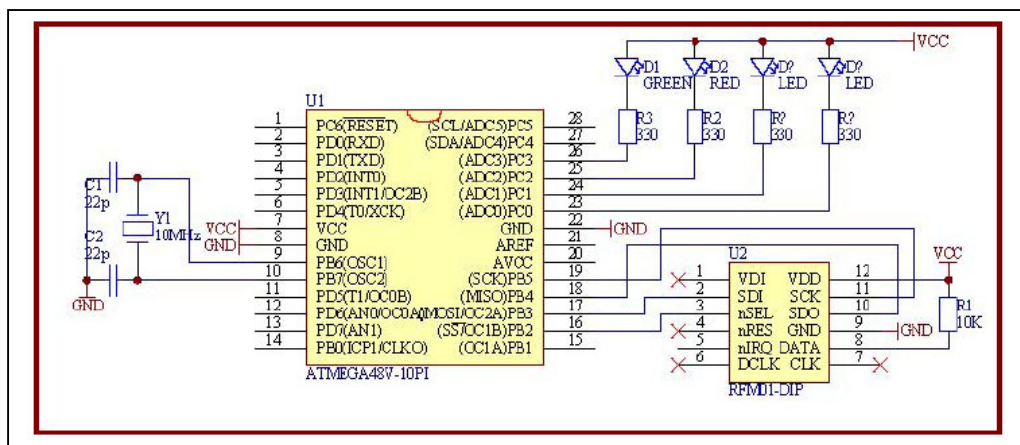 VCC
D1
GREEN
D2
RED
D?
LED
D?
LED
R3
330
R2
330
R?
330
R?
330
U1
1 PC6(RESET) (SCL/ADC5)PC5 28
2 PD0(RXD) (SDA/ADC4)PC4 27
3 PD1(TXD) (ADC3)PC3 26
4 PD2(INT0) (ADC2)PC2 25
5 PD3(INT1/OC2B) (ADC1)PC1 24
6 PD4(T0/XCK) (ADC0)PC0 23
VCC 7 VCC GND 22 GND
GND 8 GND AREF 21
9 PB6(OSC1) AVCC 20
10 PB7(OSC2) (SCK)PB5 19
11 PD5(T1/OC0B) (MISO)PB4 18
12 PD6(AN0/OC0A)(MOSI/OC2A)PB3 17
13 PD7(AN1) (SS/OC1B)PB2 16
14 PB0(ICP1/CLKO) (OC1A)PB1 15
ATMEGA48V-10PI
C1
22p
Y1
10MHz
C2
22p
GND
U2
VCC
1 VDI VDD 12
2 SDI SCK 11
3 nSEL SDO 10
4 nRES GND 9 GND
5 nIRQ DATA 8
6 DCLK CLK 7
RFM01-DIP
R1
10K